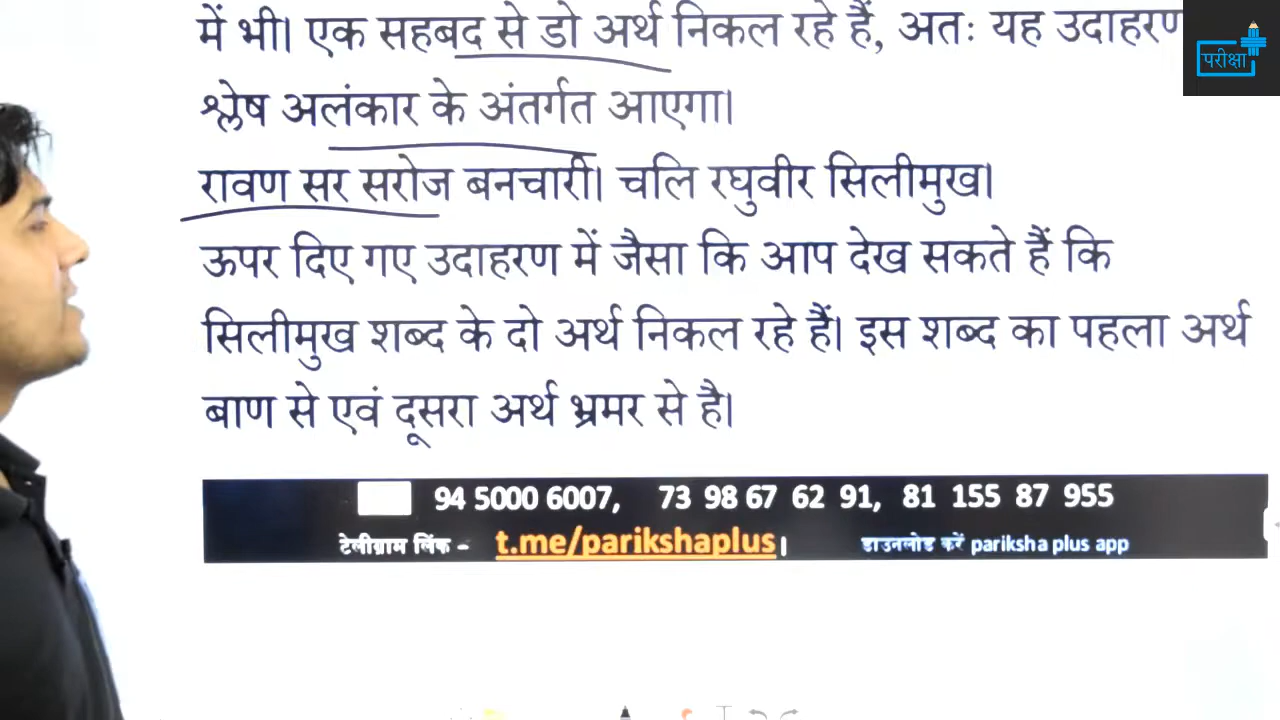 में भी। एक सहबद से डो अर्थ निकल रहे हैं, अतः यह उदाहरण
परीक्षा
श्लेष अलंकार के अंतर्गत आएगा।
रावण सर सरोज बनचारी। चलि रघुवीर सिलीमुख।
ऊपर दिए गए उदाहरण में जैसा कि आप देख सकते हैं कि
सिलीमुख शब्द के दो अर्थ निकल रहे हैं। इस शब्द का पहला अर्थ
बाण से एवं दूसरा अर्थ भ्रमर से है।
94 5000 6007, 73 98 67 62 91, 81 155 87 955
टेलीग्राम लिंक - t.me/parikshaplus। डाउनलोड करें pariksha plus app